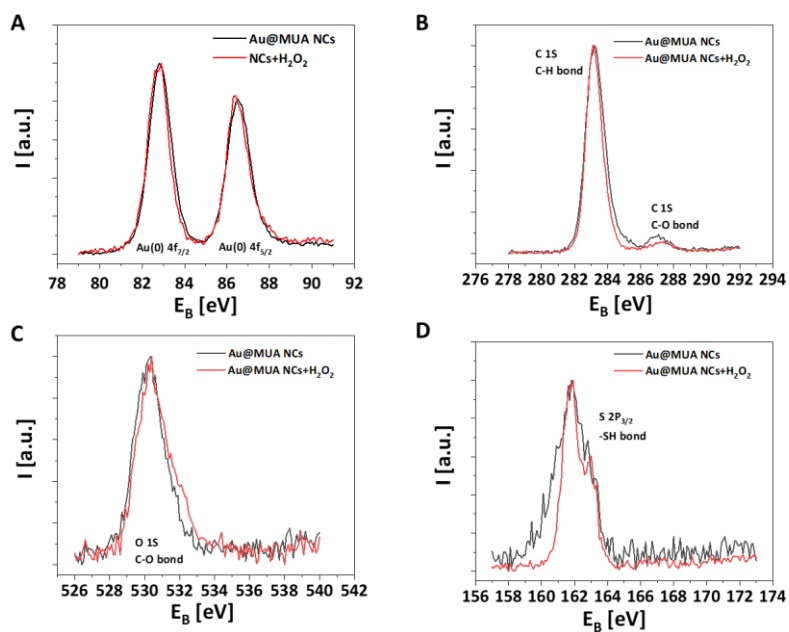 A
Au@MUA NCs
NCs+H₂O₂
I [a.u.]
Au(0) 4f₇/₂
Au(0) 4f₅/₂
78 80 82 84 86 88 90 92
E_B [eV]
B
Au@MUA NCs
Au@MUA NCs+H₂O₂
C 1S
C-H bond
C 1S
C-O bond
I [a.u.]
276 278 280 282 284 286 288 290 292 294
E_B [eV]
C
Au@MUA NCs
Au@MUA NCs+H₂O₂
I [a.u.]
O 1S
C-O bond
526 528 530 532 534 536 538 540 542
E_B [eV]
D
Au@MUA NCs
Au@MUA NCs+H₂O₂
S 2P₃/₂
-SH bond
I [a.u.]
156 158 160 162 164 166 168 170 172 174
E_B [eV]